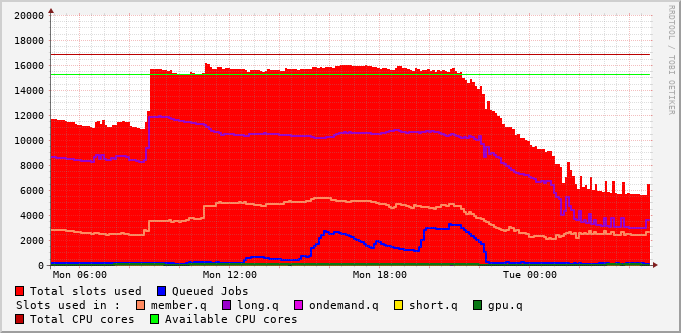 20000
18000
16000
14000
12000
10000
8000
6000
4000
2000
0
Mon 06:00 Mon 12:00 Mon 18:00 Tue 00:00
RRDTOOL / TOBI OETIKER
Total slots used Queued Jobs
Slots used in : member.q long.q ondemand.q short.q gpu.q
Total CPU cores Available CPU cores